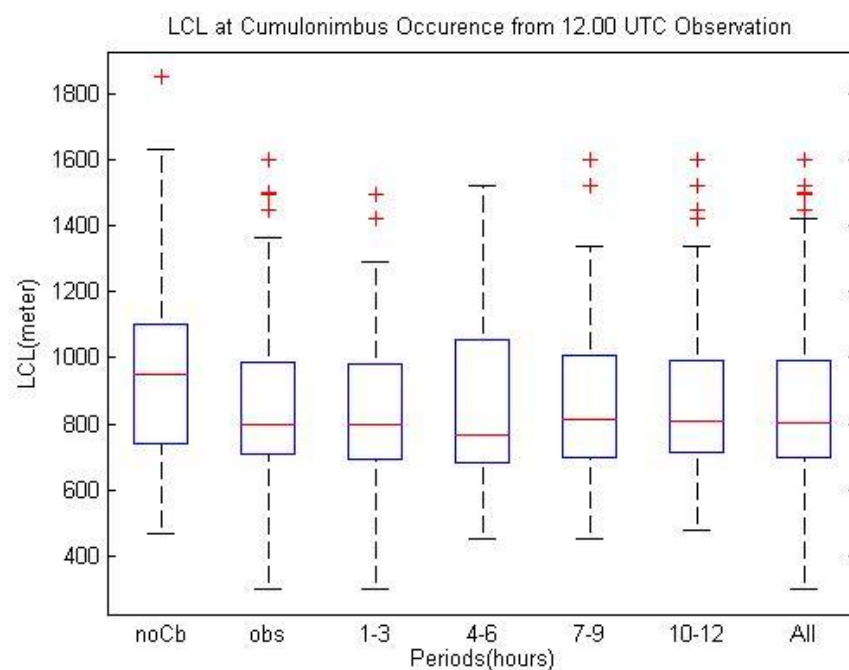 LCL at Cumulonimbus Occurence from 12.00 UTC Observation
LCL(meter)
1800
1600
1400
1200
1000
800
600
400
noCb obs 1-3 4-6 7-9 10-12 All
Periods(hours)